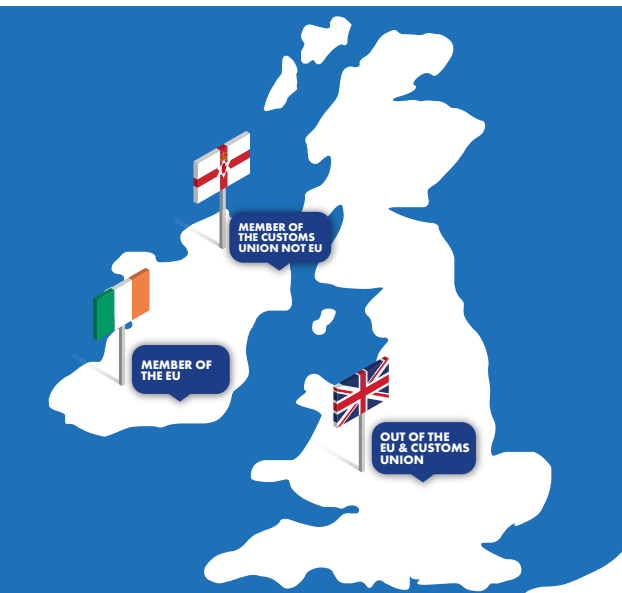 MEMBER OF
THE CUSTOMS
UNION NOT EU
MEMBER OF
THE EU
OUT OF THE
EU & CUSTOMS
UNION